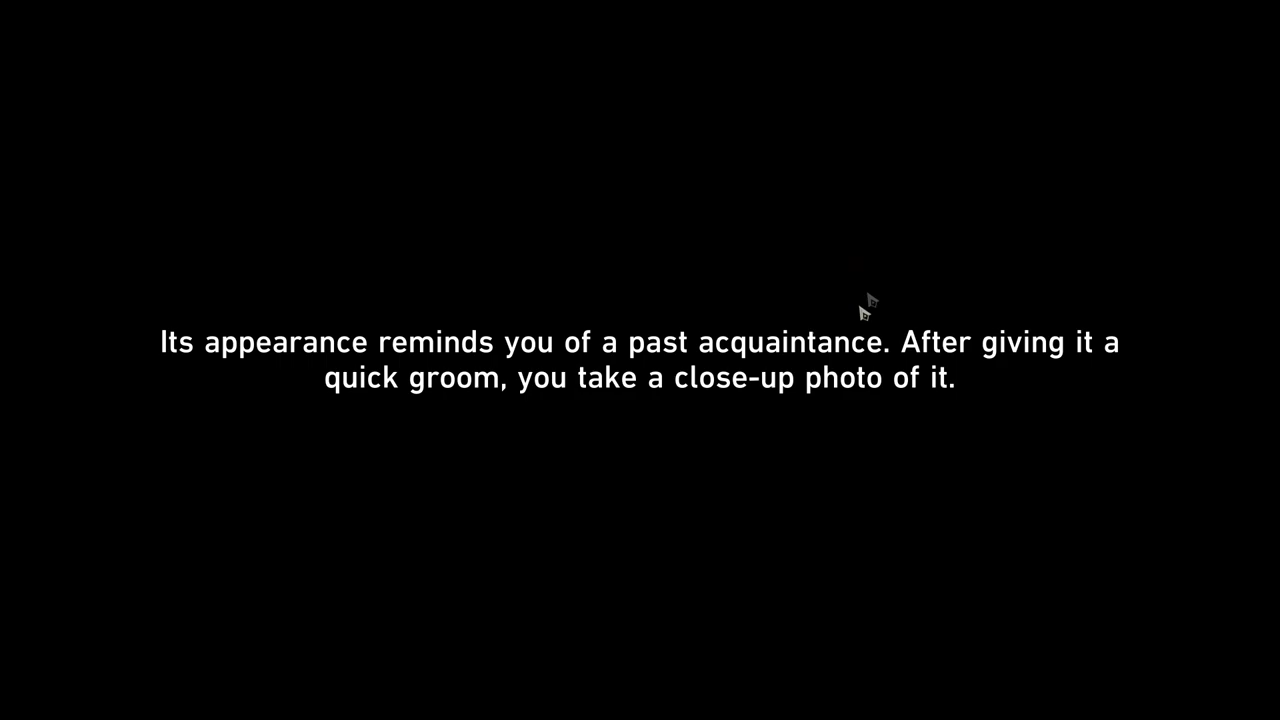 Its appearance reminds you of a past acquaintance. After giving it a
quick groom, you take a close-up photo of it.